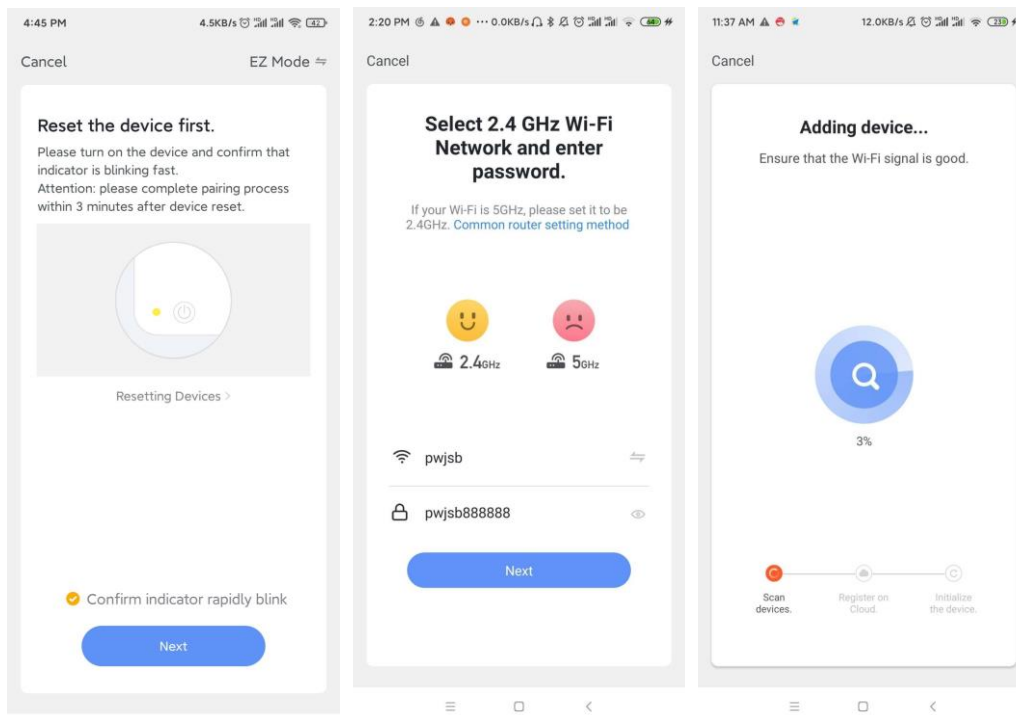 4:45 PM
4.5KB/s
42
Cancel
EZ Mode
Reset the device first.
Please turn on the device and confirm that
indicator is blinking fast.
Attention: please complete pairing process
within 3 minutes after device reset.
Resetting Devices >
Confirm indicator rapidly blink
Next
2:20 PM
... 0.0KB/s
64
Cancel
Select 2.4 GHz Wi-Fi
Network and enter
password.
If your Wi-Fi is 5GHz, please set it to be
2.4GHz. Common router setting method
2.4GHz
5GHz
pwjsb
pwjsb888888
Next
11:37 AM
12.0KB/s
23
Cancel
Adding device...
Ensure that the Wi-Fi signal is good.
3%
Scan
devices.
Register on
Cloud.
Initialize
the device.